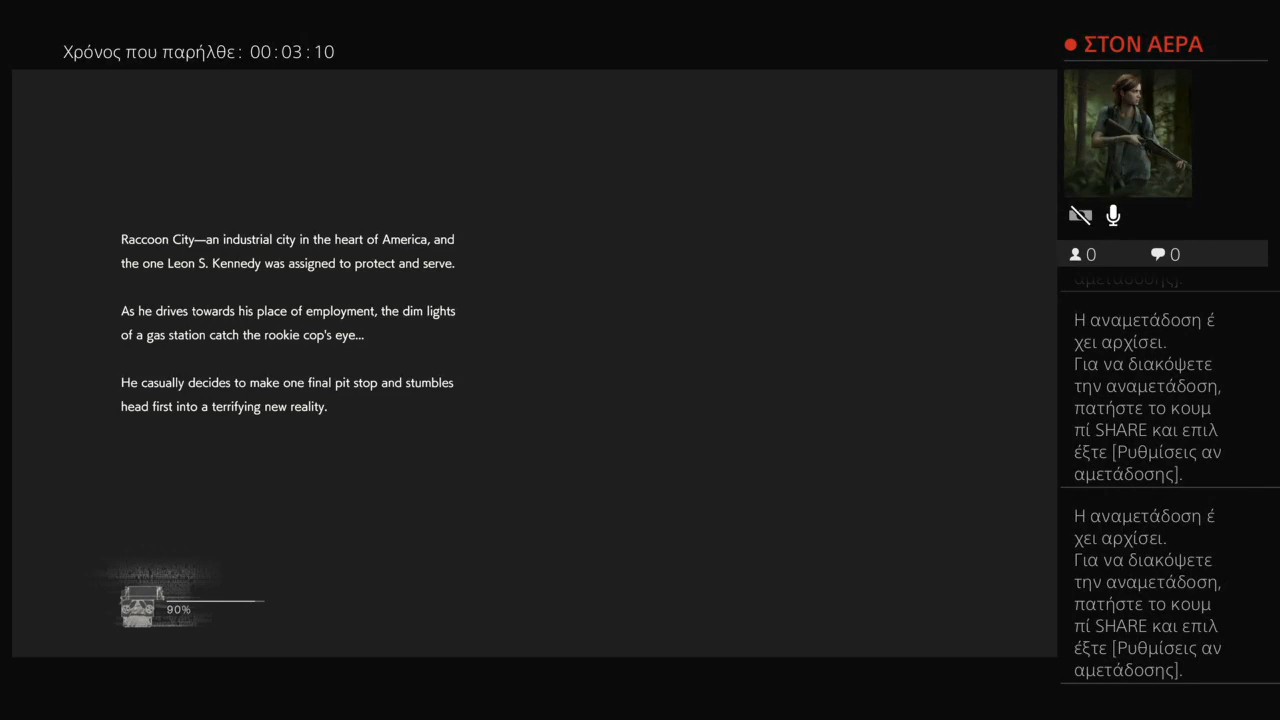 Χρόνος που παρήλθε: 00:03:10
ΣΤΟΝ ΑΕΡΑ
Raccoon City—an industrial city in the heart of America, and
the one Leon S. Kennedy was assigned to protect and serve.
As he drives towards his place of employment, the dim lights
of a gas station catch the rookie cop's eye...
He casually decides to make one final pit stop and stumbles
head first into a terrifying new reality.
90%
0
0
αμετάδοσης].
Η αναμετάδοση έ
χει αρχίσει.
Για να διακόψετε
την αναμετάδοση,
πατήστε το κουμ
πί SHARE και επιλ
έξτε [Ρυθμίσεις αν
αμετάδοσης].
Η αναμετάδοση έ
χει αρχίσει.
Για να διακόψετε
την αναμετάδοση,
πατήστε το κουμ
πί SHARE και επιλ
έξτε [Ρυθμίσεις αν
αμετάδοσης].